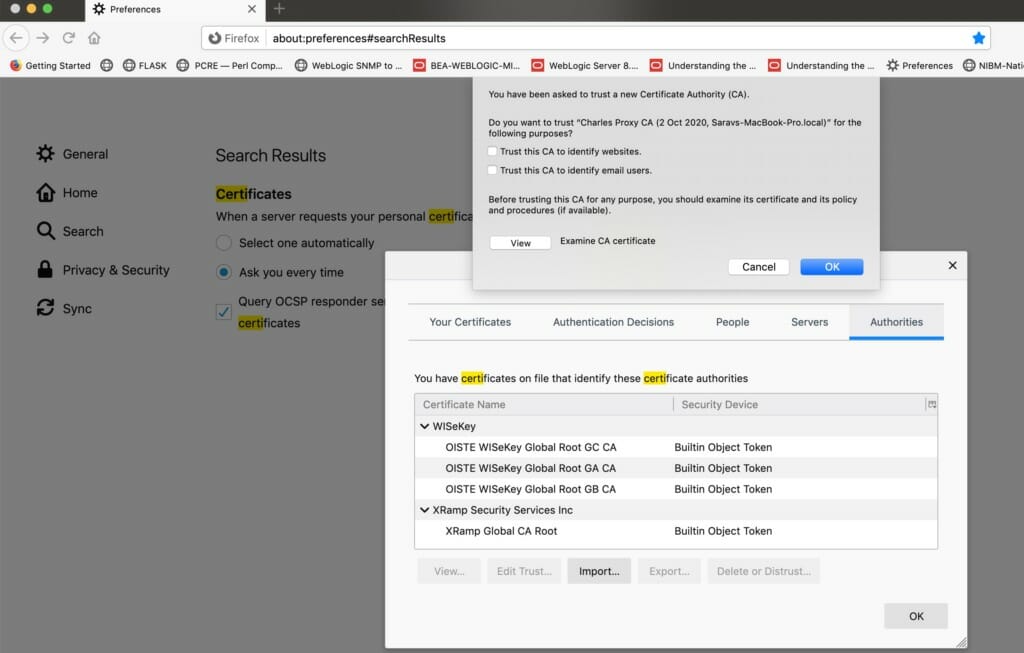 Preferences
Firefox
about:preferences#searchResults
Getting Started
FLASK
PCRE — Perl Comp...
WebLogic SNMP to ...
BEA-WEBLOGIC-MI...
WebLogic Server 8....
Understanding the ...
Understanding the ...
Preferences
NIBM-Nati
You have been asked to trust a new Certificate Authority (CA).
Do you want to trust “Charles Proxy CA (2 Oct 2020, Saravs-MacBook-Pro.local)” for the
following purposes?
Trust this CA to identify websites.
Trust this CA to identify email users.
Before trusting this CA for any purpose, you should examine its certificate and its policy
and procedures (if available).
View
Examine CA certificate
Cancel
OK
General
Home
Search
Privacy & Security
Sync
Search Results
Certificates
When a server requests your personal certifica
Select one automatically
Ask you every time
Query OCSP responder se
certificates
Your Certificates
Authentication Decisions
People
Servers
Authorities
You have certificates on file that identify these certificate authorities
Certificate Name
Security Device
WISeKey
OISTE WISeKey Global Root GC CA
Builtin Object Token
OISTE WISeKey Global Root GA CA
Builtin Object Token
OISTE WISeKey Global Root GB CA
Builtin Object Token
XRamp Security Services Inc
XRamp Global CA Root
Builtin Object Token
View...
Edit Trust...
Import...
Export...
Delete or Distrust...
OK